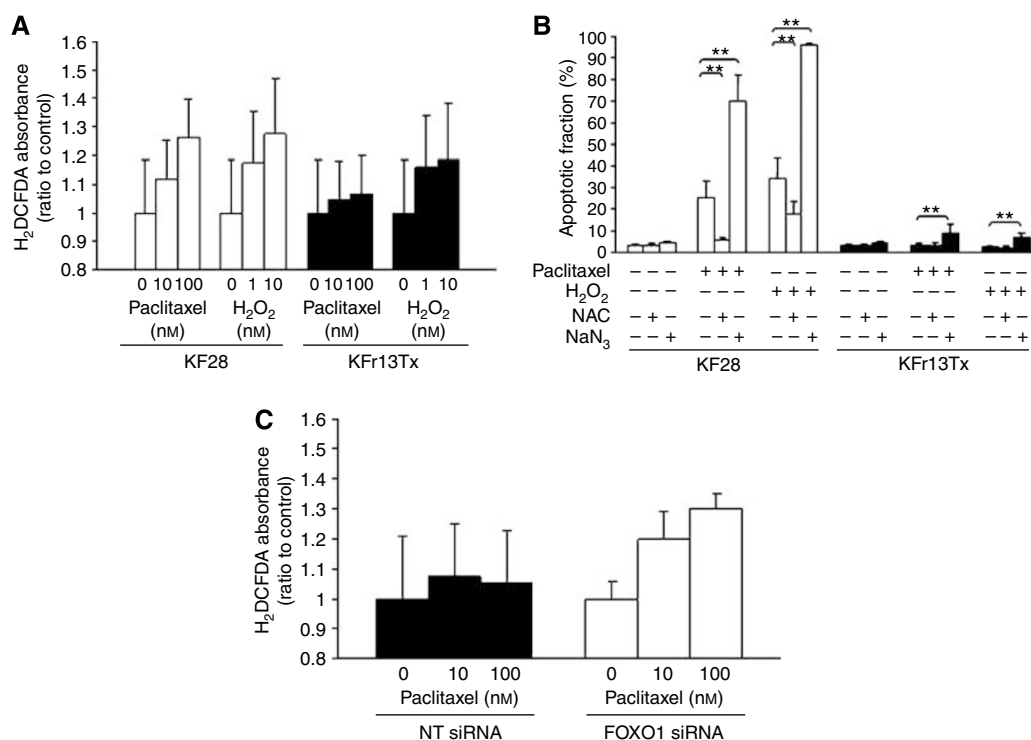 A
H₂DCFDA absorbance
(ratio to control)
1.6
1.5
1.4
1.3
1.2
1.1
1.0
0.9
0.8
0 10 100 0 1 10 0 10 100 0 1 10
Paclitaxel H₂O₂ Paclitaxel H₂O₂
(nM) (nM) (nM) (nM)
KF28 KFr13Tx
B
Apoptotic fraction (%)
100
90
80
70
60
50
40
30
20
10
0
** ** ** ** ** **
Paclitaxel – – – + + + – – – – – – + + + – – –
H₂O₂ – – – – – – + + + – – – – – – + + +
NAC – + – – + – – + – – + – – + – – + –
NaN₃ – – + – – + – – + – – + – – + – – +
KF28 KFr13Tx
C
H₂DCFDA absorbance
(ratio to control)
1.6
1.5
1.4
1.3
1.2
1.1
1
0.9
0.8
0 10 100 0 10 100
Paclitaxel (nM) Paclitaxel (nM)
NT siRNA FOXO1 siRNA